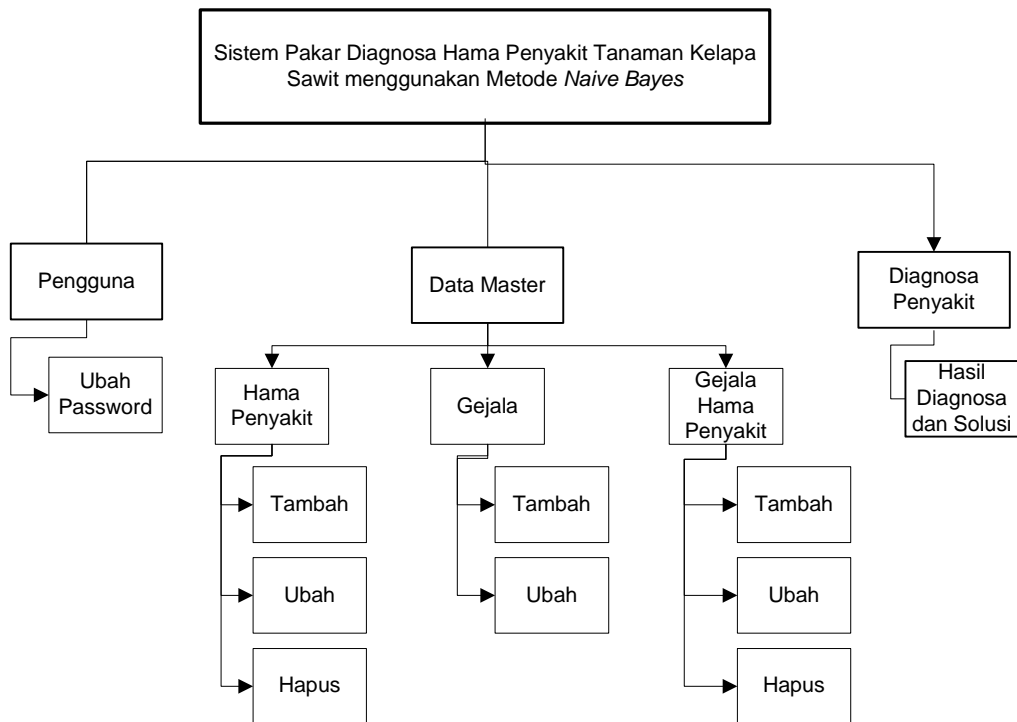 Sistem Pakar Diagnosa Hama Penyakit Tanaman Kelapa
Sawit menggunakan Metode Naive Bayes
Pengguna
Data Master
Diagnosa
Penyakit
Ubah
Password
Hama
Penyakit
Gejala
Gejala
Hama
Penyakit
Hasil
Diagnosa
dan Solusi
Tambah
Tambah
Tambah
Ubah
Ubah
Ubah
Hapus
Hapus